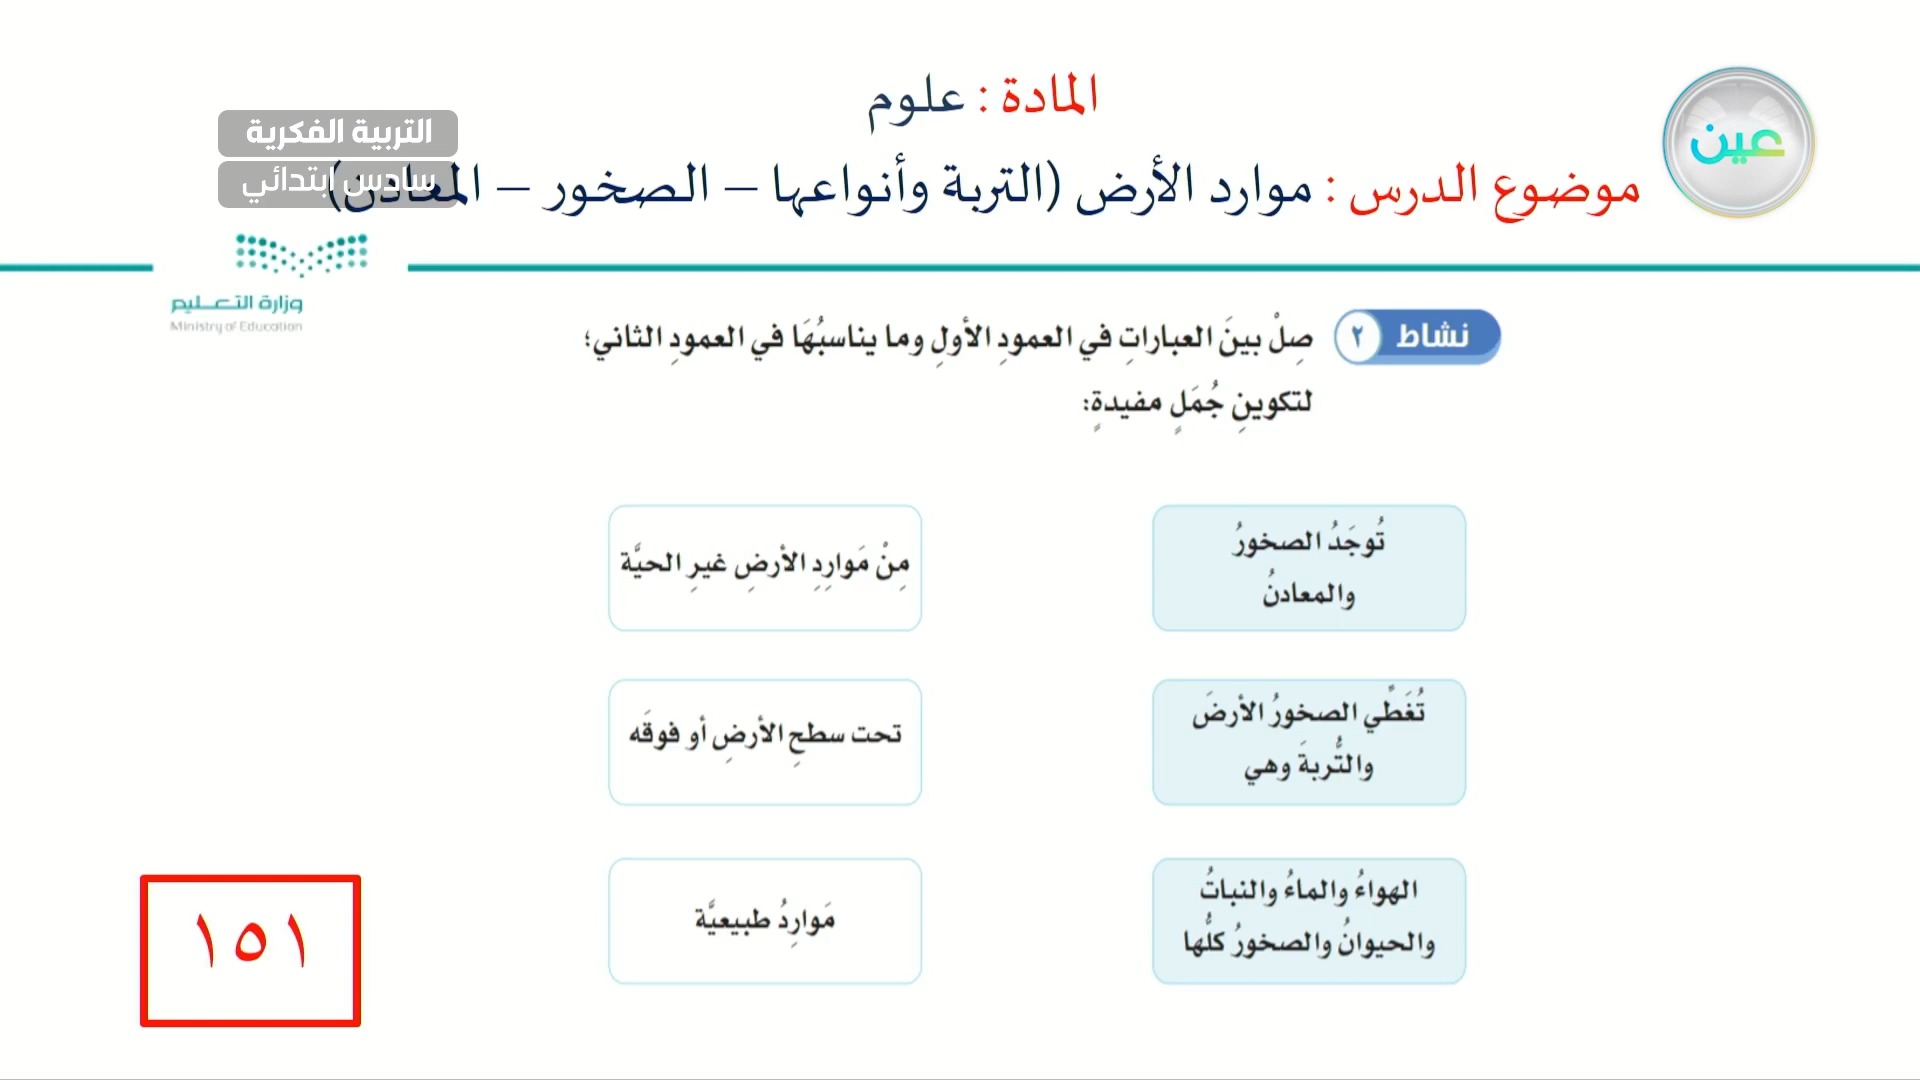 المادة : علوم
التربية الفكرية
سادس ابتدائي
موضوع الدرس : موارد الأرض (التربة وأنواعها – الصخور – المعادن)
عين
وزارة التعليم
Ministry of Education
نشاط ٢
صِلْ بينَ العباراتِ في العمودِ الأولِ وما يناسبُهَا في العمودِ الثاني؛
لتكوينِ جُمَلٍ مفيدةٍ:
تُوجَدُ الصخورُ
والمعادنُ
مِنْ مَوارِدِ الأرضِ غيرِ الحيَّة
تُغَطِّي الصخورُ الأرضَ
والتُّربةَ وهي
تحت سطحِ الأرضِ أو فوقَه
الهواءُ والماءُ والنباتُ
والحيوانُ والصخورُ كلُّها
مَوارِدُ طبيعيَّة
١٥١